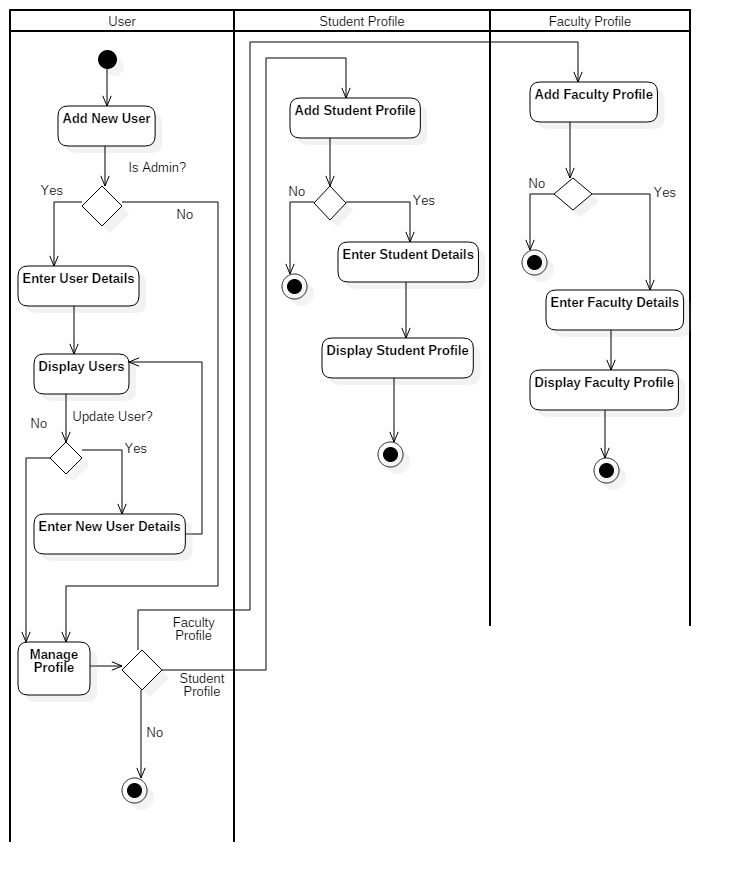 User
Student Profile
Faculty Profile
Add New User
Is Admin?
Yes
No
Enter User Details
Display Users
No
Update User?
Yes
Enter New User Details
Manage
Profile
Faculty
Profile
Student
Profile
No
Add Student Profile
No
Yes
Enter Student Details
Display Student Profile
Add Faculty Profile
No
Yes
Enter Faculty Details
Display Faculty Profile